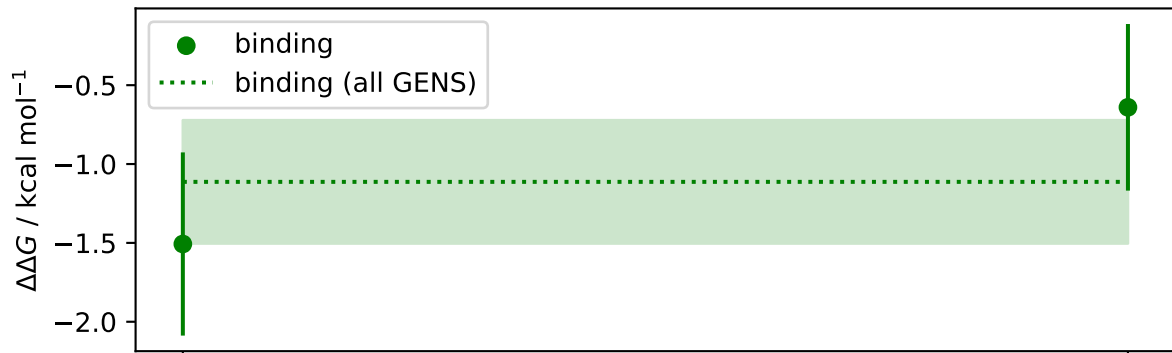 binding
binding (all GENS)
−0.5
−1.0
−1.5
−2.0
ΔΔG / kcal mol⁻¹